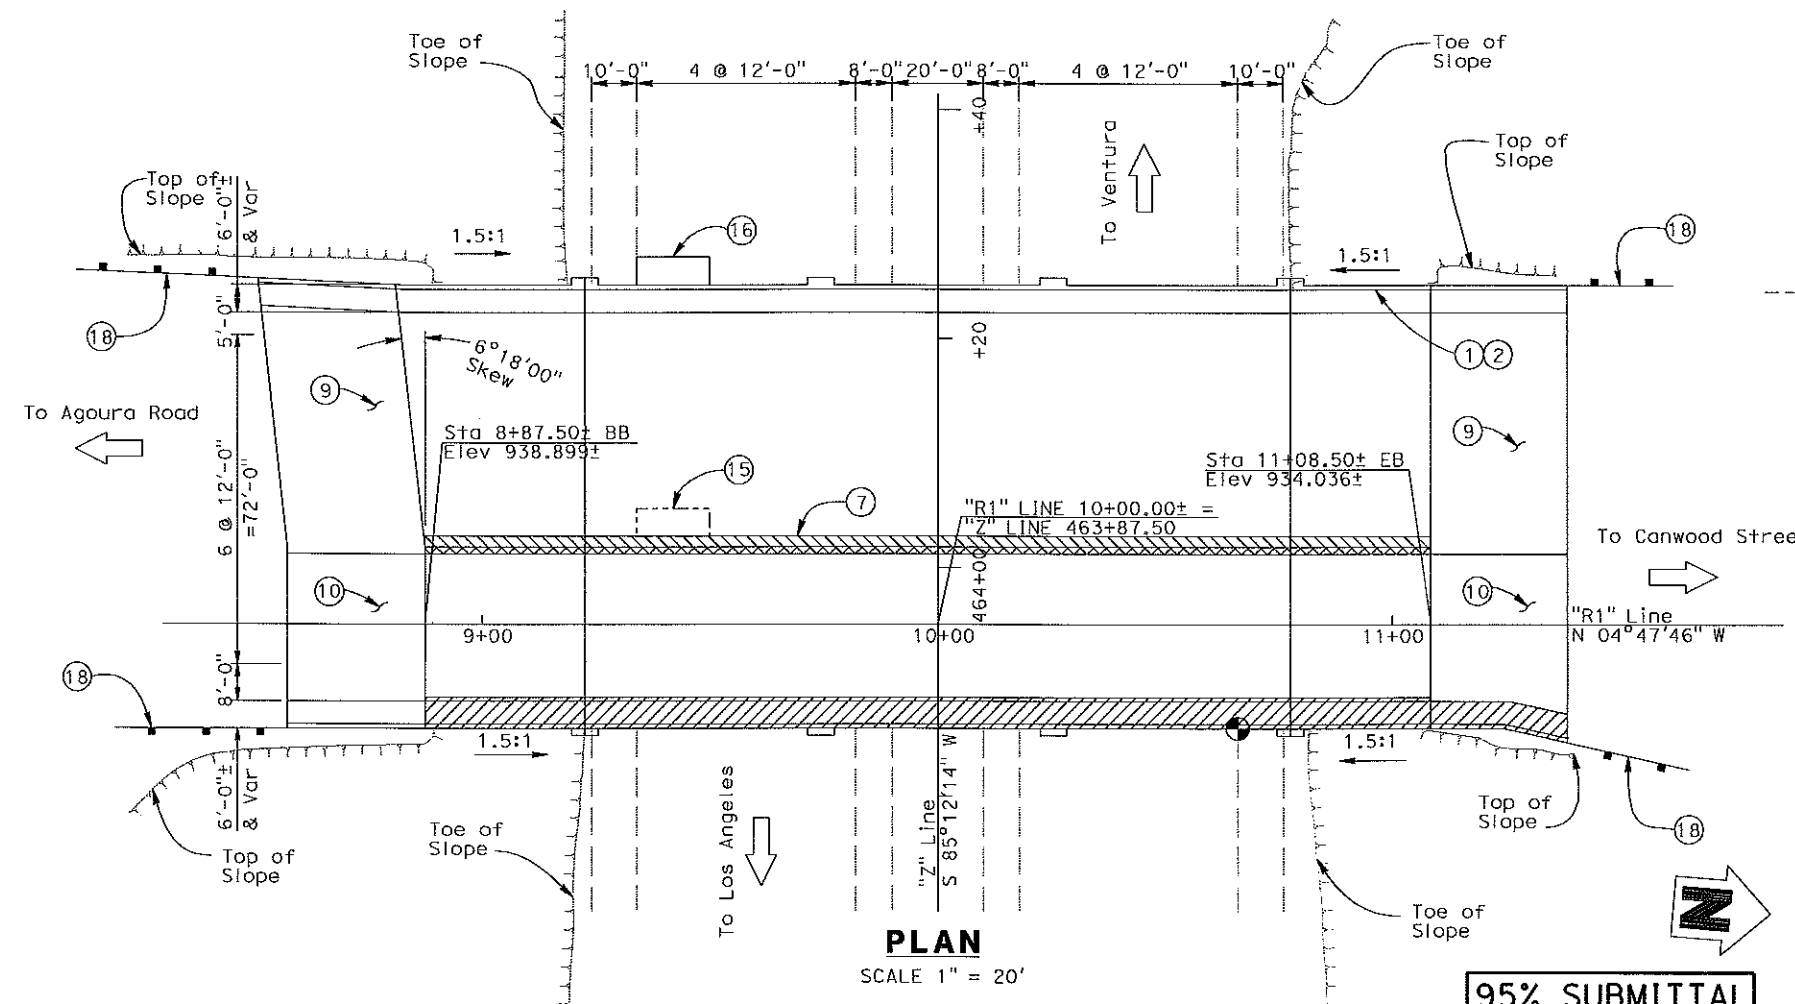 Toe of
Slope
10'-0"
4 @ 12'-0"
8'-0"
20'-0"
8'-0"
4 @ 12'-0"
10'-0"
Toe of
Slope
+40
To Ventura
Top of
Slope
Top of
Slope
6'-0"±
& Var
1.5:1
16
1.5:1
18
18
5'-0"
6°18'00"
Skew
+20
1
2
9
To Agoura Road
Sta 8+87.50± BB
Elev 938.899±
9
6 @ 12'-0"
=72'-0"
15
7
Sta 11+08.50± EB
Elev 934.036±
"R1" LINE 10+00.00± =
"Z" LINE 463+87.50
To Canwood Stree
10
464+00
10
"R1" Line
N 04°47'46" W
9+00
10+00
11+00
18
8'-0"
1.5:1
1.5:1
6'-0"±
& Var
Top of
Slope
Toe of
Slope
To Los Angeles
"Z" Line
S 85°12'14" W
Top of
Slope
18
Toe of
Slope
N
PLAN
SCALE 1" = 20'
95% SUBMITTAL